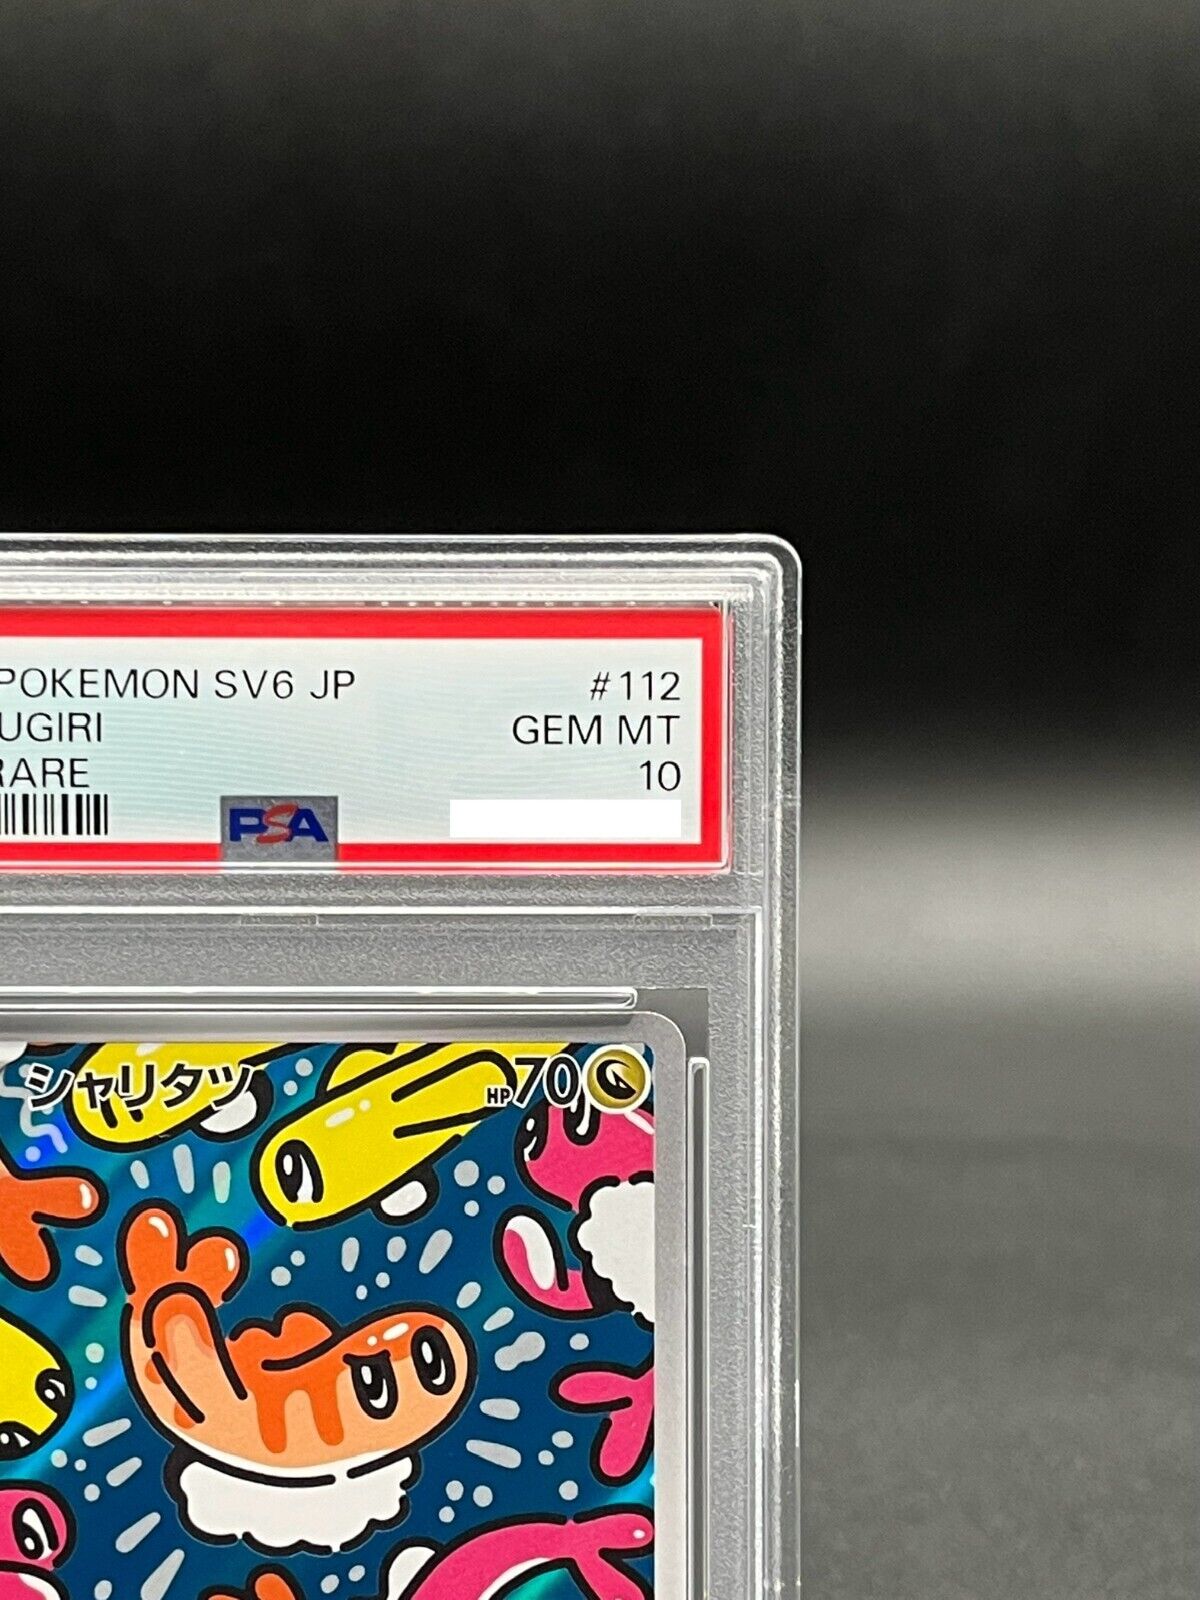 POKEMON SV6 JP #112
UGIRI GEM MT
RARE 10
PSA
シャリタツ HP70